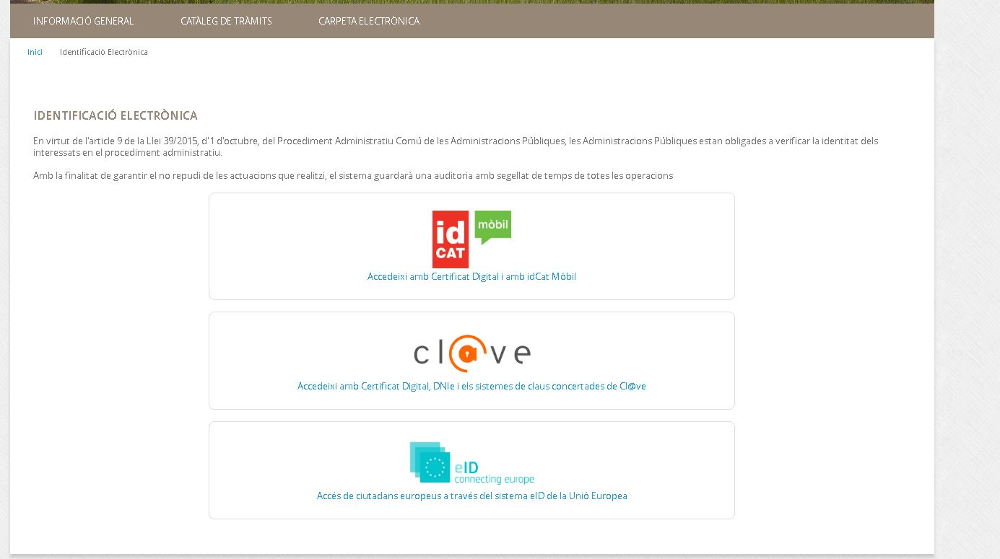 INFORMACIÓ GENERAL CATÀLEG DE TRÀMITS CARPETA ELECTRÒNICA
Inici Identificació Electrònica
IDENTIFICACIÓ ELECTRÒNICA
En virtut de l'article 9 de la Llei 39/2015, d'1 d'octubre, del Procediment Administratiu Comú de les Administracions Públiques, les Administracions Públiques estan obligades a verificar la identitat dels
interessats en el procediment administratiu.
Amb la finalitat de garantir el no repudi de les actuacions que realitzi, el sistema guardarà una auditoria amb segellat de temps de totes les operacions
id mòbil
CAT
Accedeixi amb Certificat Digital i amb idCat Móbil
cl@ve
Accedeixi amb Certificat Digital, DNIe i els sistemes de claus concertades de Cl@ve
eID
connecting europe
Accés de ciutadans europeus a través del sistema eID de la Unió Europea